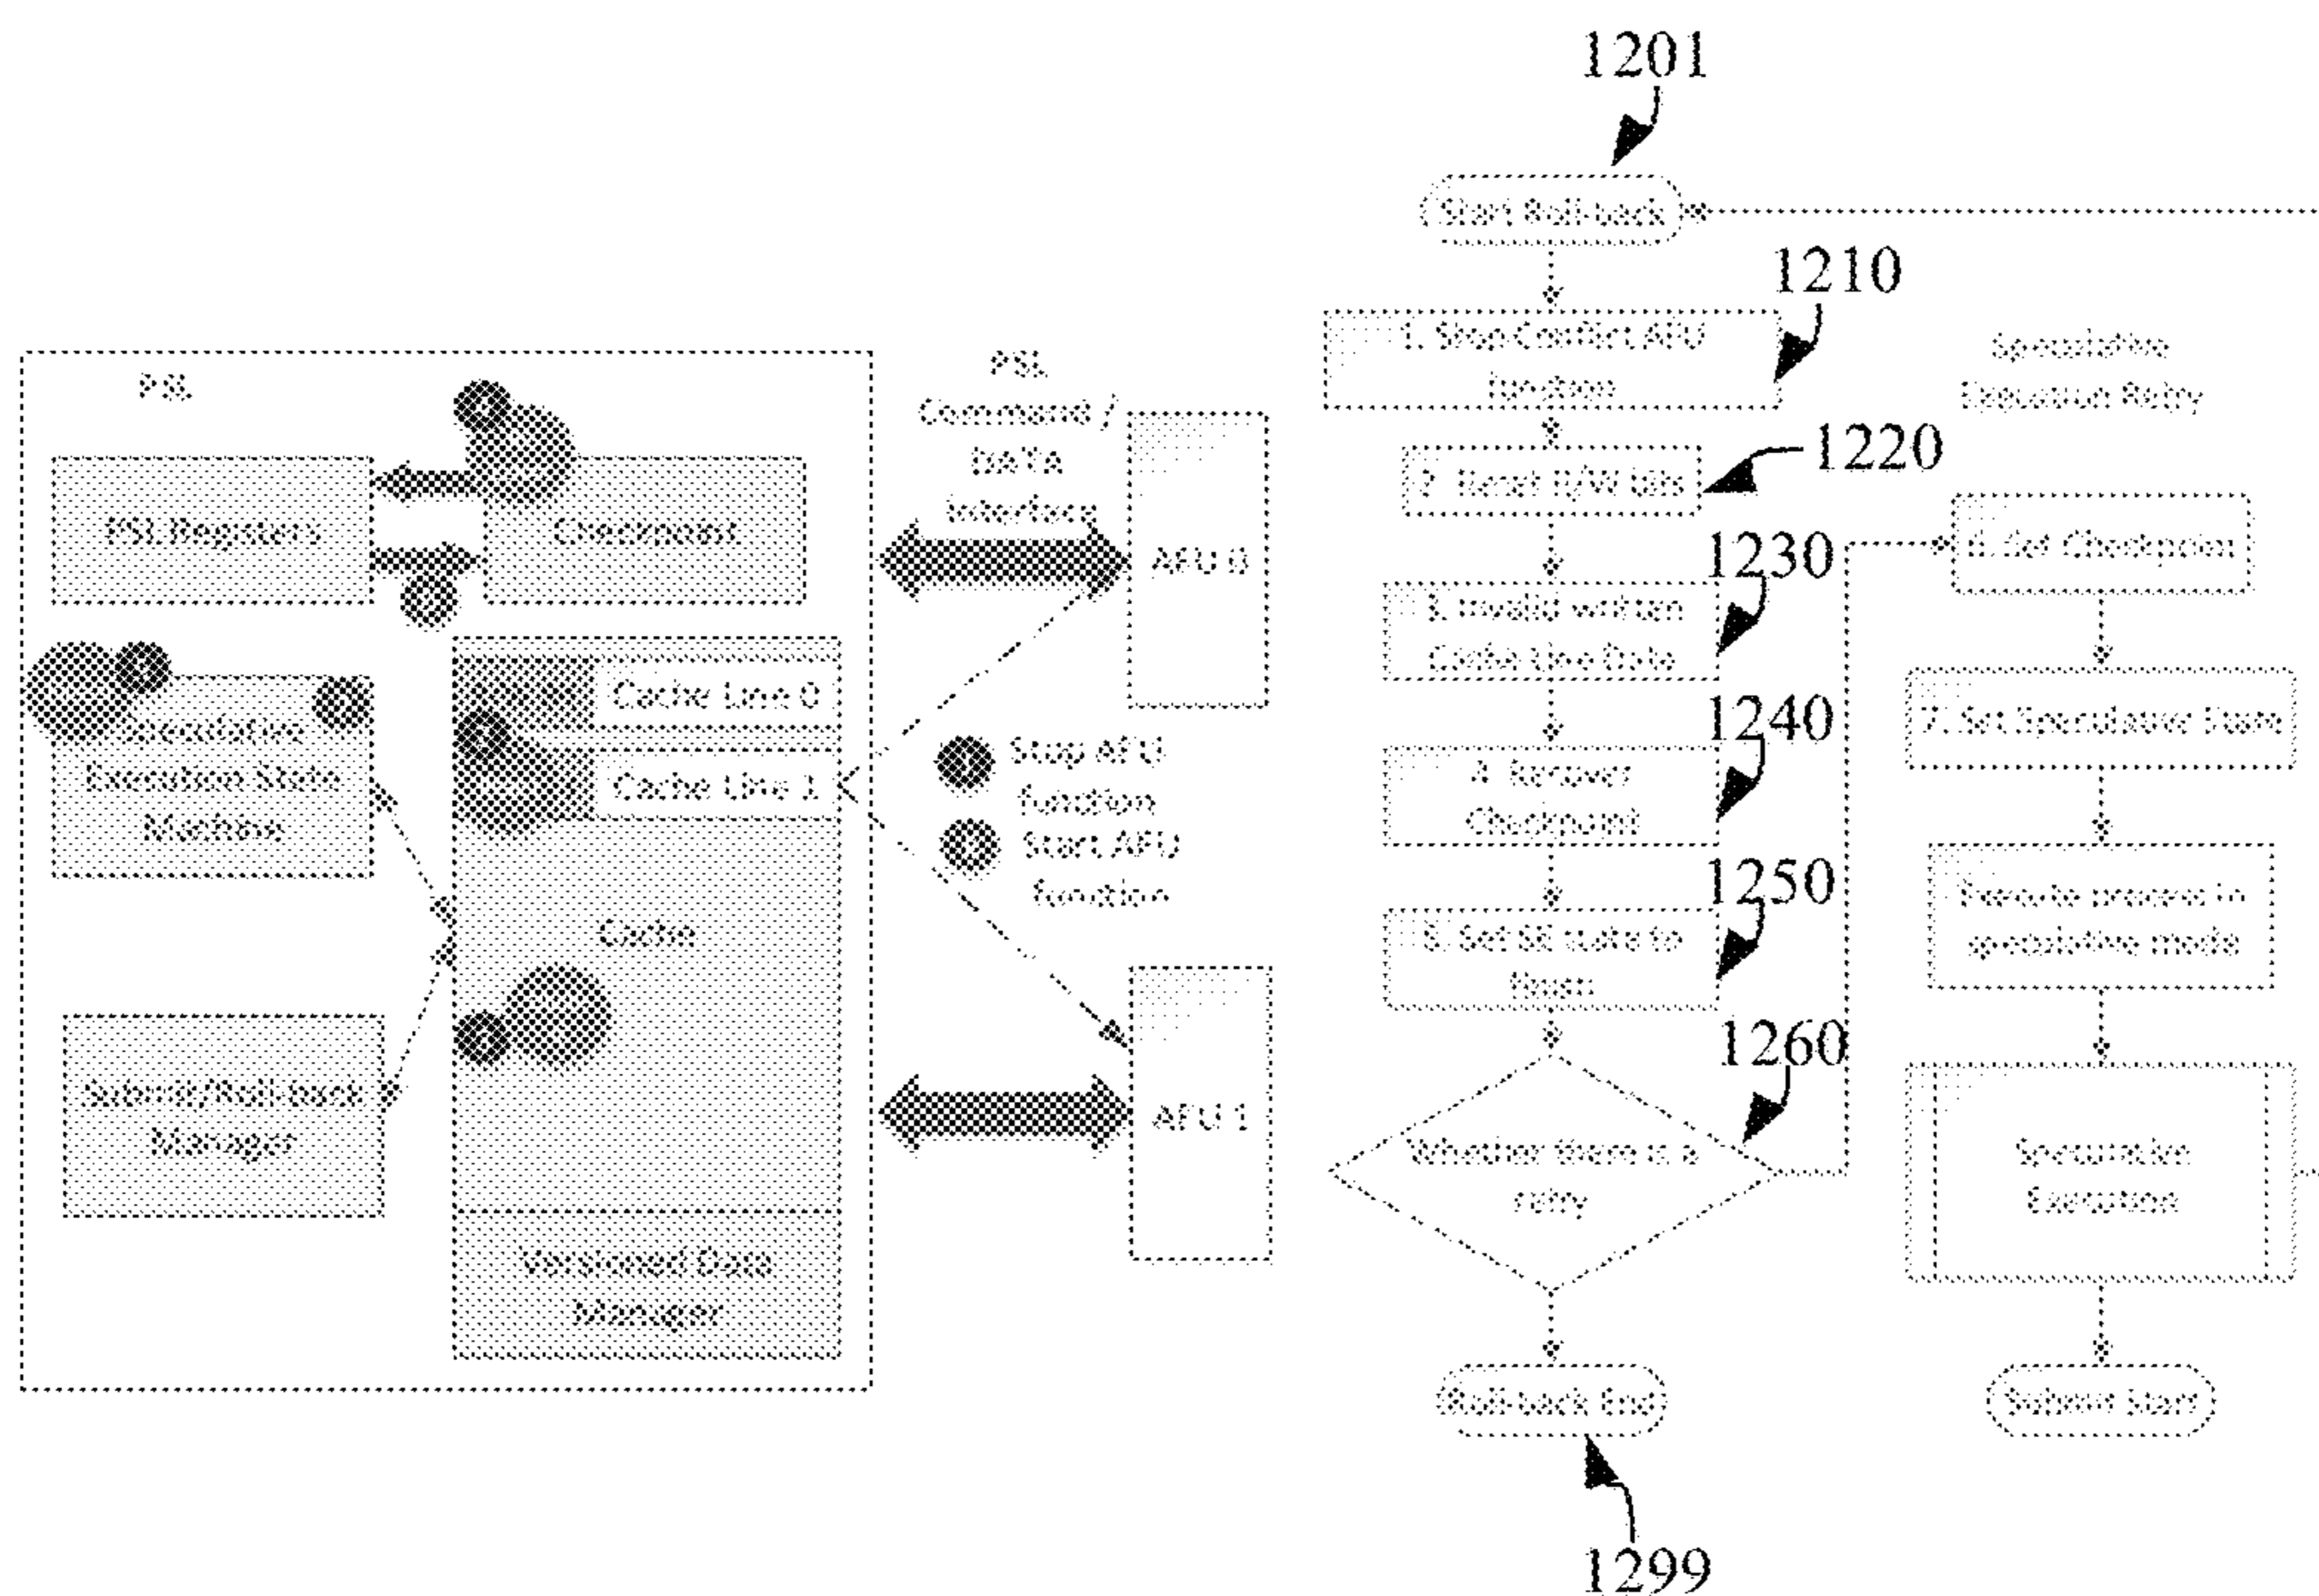 1201
Start Roll-back
1210
1. Stop Conflict AFU
function
1220
2. Reset R/W bits
1230
3. Invalid written
Cache Line Data
1240
4. Recover
Checkpoint
1250
5. Set SE state to
1260
Whether there is a
retry
Roll-back End
1299
Speculative
Execution Retry
Set Checkpoint
7. Set Speculative State
Execute process in
speculative mode
Speculative
Execution
Submit Start
PSL
PSL Registers
Checkpoint
Speculative
Execution State
Machine
Submit/Roll-back
Manager
Cache Line 0
Cache Line 1
Cache
Versioned Data
Manager
PSL
Command /
DATA
Interface
AFU 0
Stop AFU
function
Start AFU
function
AFU 1